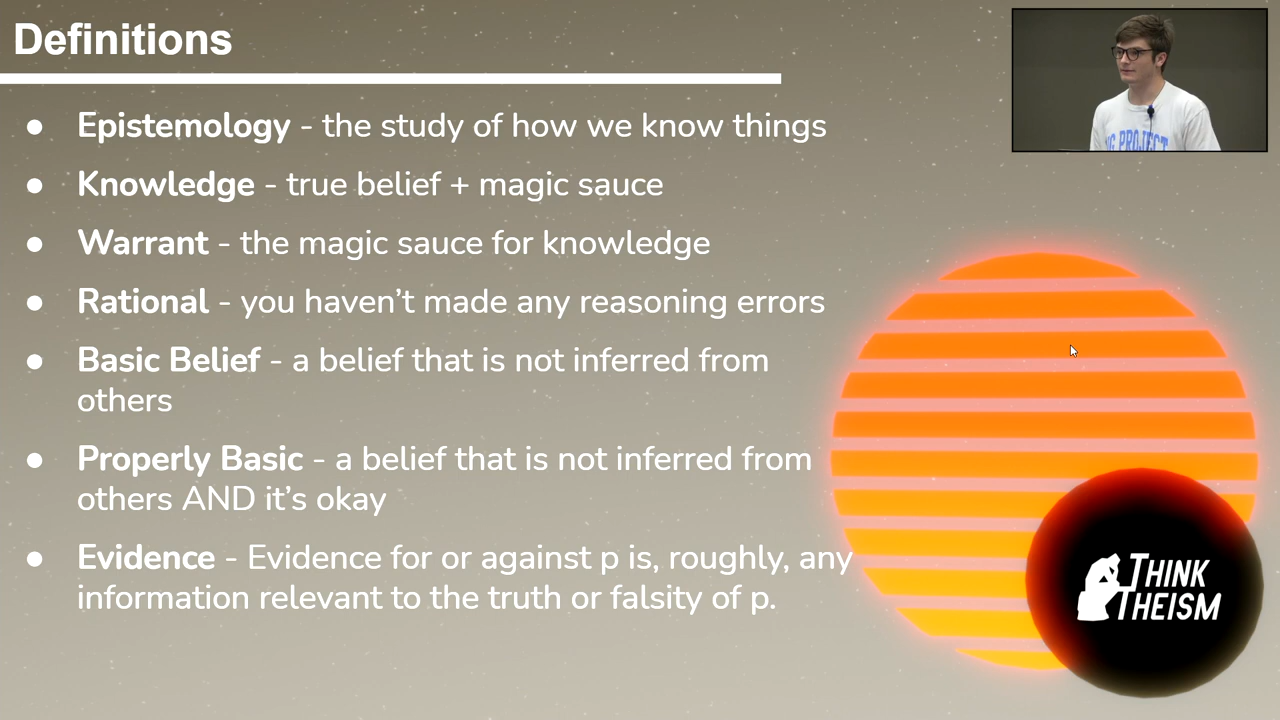 Definitions
● Epistemology - the study of how we know things
● Knowledge - true belief + magic sauce
● Warrant - the magic sauce for knowledge
● Rational - you haven’t made any reasoning errors
● Basic Belief - a belief that is not inferred from
others
● Properly Basic - a belief that is not inferred from
others AND it’s okay
● Evidence - Evidence for or against p is, roughly, any
information relevant to the truth or falsity of p.
PROJECT
THINK
THEISM